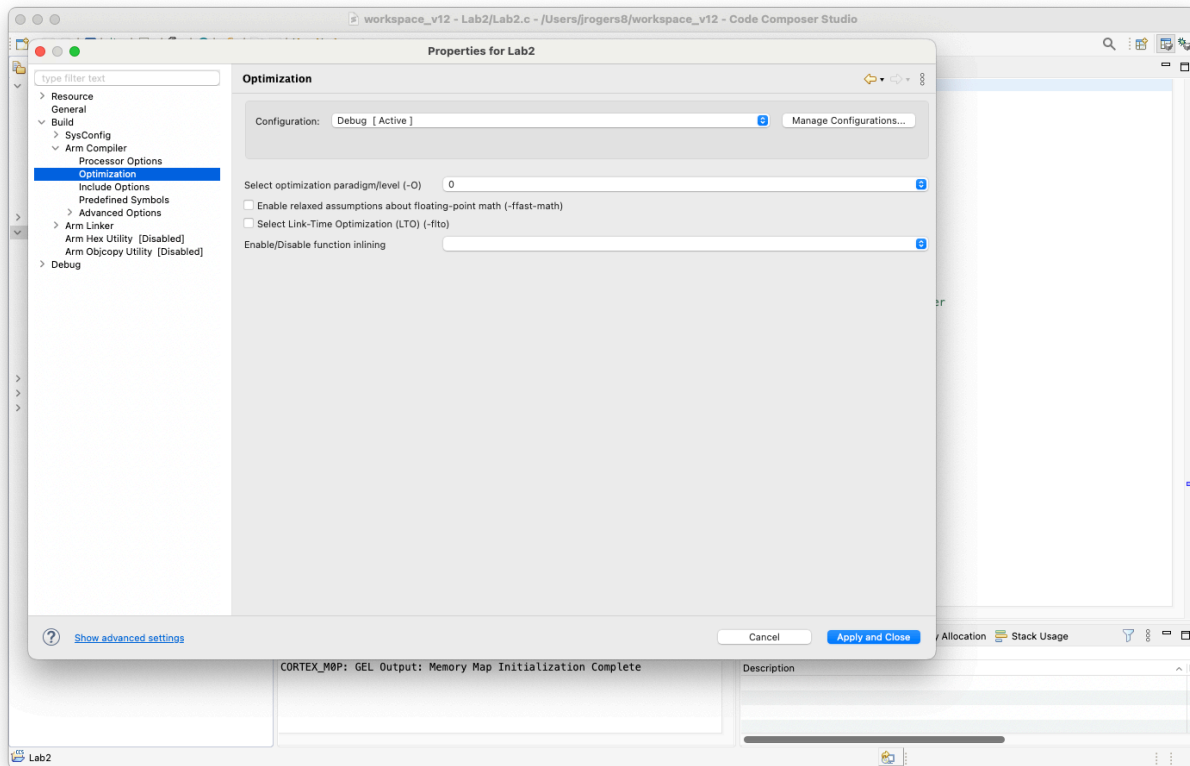 workspace_v12 - Lab2/Lab2.c - /Users/jrogers8/workspace_v12 - Code Composer Studio
Properties for Lab2
type filter text
Resource
General
Build
SysConfig
Arm Compiler
Processor Options
Optimization
Include Options
Predefined Symbols
Advanced Options
Arm Linker
Arm Hex Utility [Disabled]
Arm Objcopy Utility [Disabled]
Debug
Optimization
Configuration: Debug [ Active ] Manage Configurations...
Select optimization paradigm/level (-O) 0
Enable relaxed assumptions about floating-point math (-ffast-math)
Select Link-Time Optimization (LTO) (-flto)
Enable/Disable function inlining
er
? Show advanced settings Cancel Apply and Close
y Allocation Stack Usage
CORTEX_M0P: GEL Output: Memory Map Initialization Complete
Description
Lab2